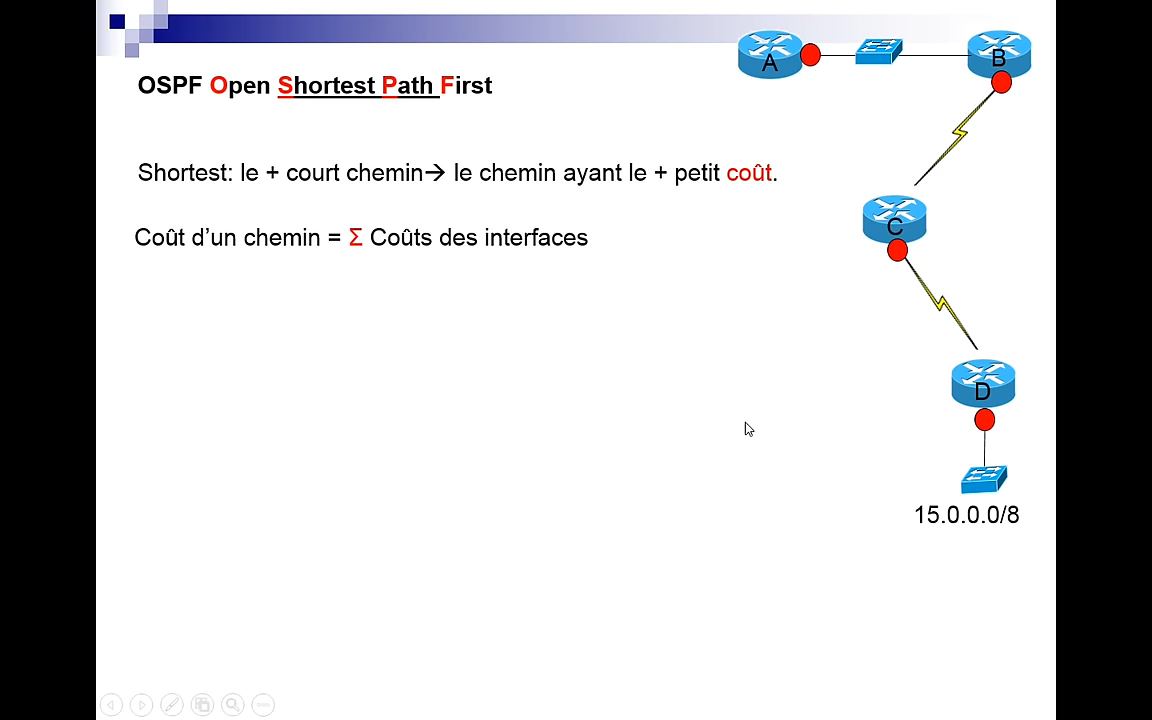 OSPF Open Shortest Path First
Shortest: le + court chemin→ le chemin ayant le + petit coût.
Coût d’un chemin = Σ Coûts des interfaces
A
B
C
D
15.0.0.0/8